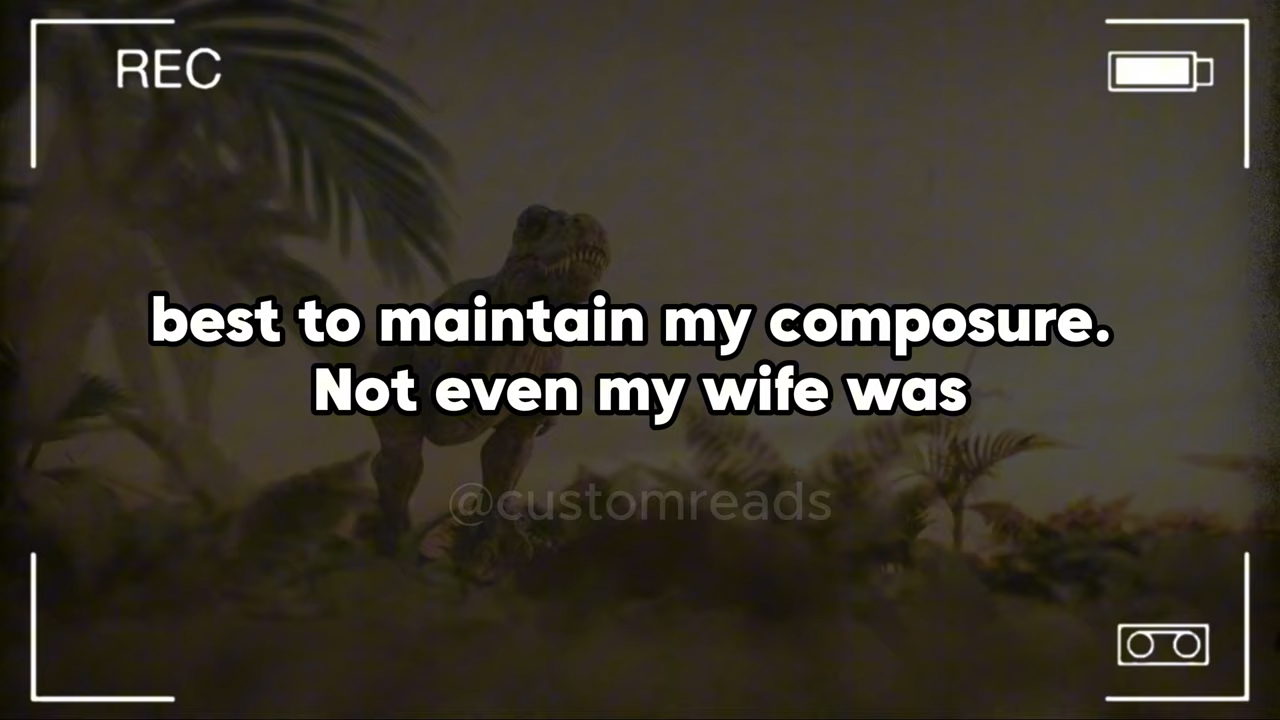 REC
best to maintain my composure.
Not even my wife was
@customreads